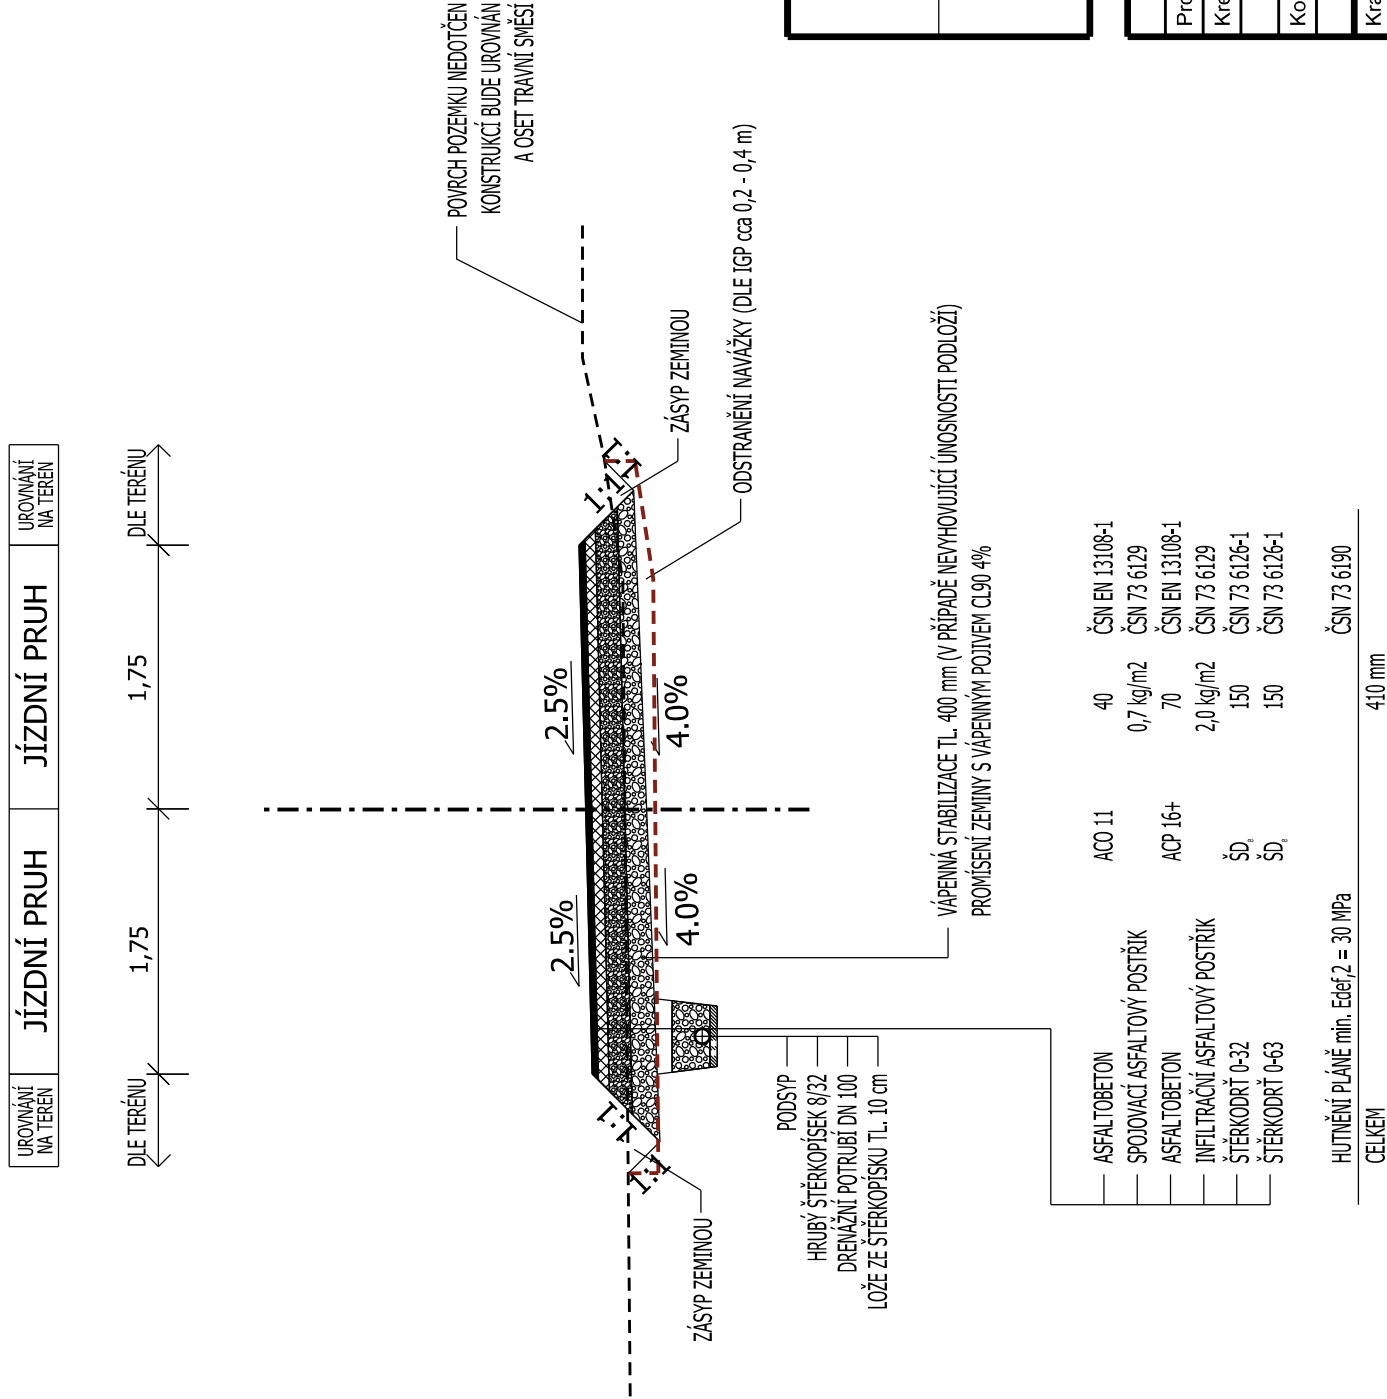 UROVNÁNÍ
NA TERÉN
JÍZDNÍ PRUH
JÍZDNÍ PRUH
UROVNÁNÍ
NA TERÉN
DLE TERÉNU
1,75
1,75
DLE TERÉNU
POVRCH POZEMKU NEDOTČEN
KONSTRUKCÍ BUDE UROVNÁN
A OSET TRAVNÍ SMĚSÍ
2.5%
2.5%
4.0%
4.0%
1:1
1:1
1:1
1:1
ZÁSYP ZEMINOU
ZÁSYP ZEMINOU
ODSTRANĚNÍ NAVÁŽKY (DLE IGP cca 0,2 - 0,4 m)
PODSYP
HRUBÝ ŠTĚRKOPÍSEK 8/32
DRENÁŽNÍ POTRUBÍ DN 100
LOŽE ZE ŠTĚRKOPÍSKU TL. 10 cm
VÁPENNÁ STABILIZACE TL. 400 mm (V PŘÍPADĚ NEVYHOVUJÍCÍ ÚNOSNOSTI PODLOŽÍ)
PROMÍSENÍ ZEMINY S VÁPENNÝM POJIVEM CL90 4%
ASFALTOBETON ACO 11 40 ČSN EN 13108-1
SPOJOVACÍ ASFALTOVÝ POSTŘIK 0,7 kg/m2 ČSN 73 6129
ASFALTOBETON ACP 16+ 70 ČSN EN 13108-1
INFILTRAČNÍ ASFALTOVÝ POSTŘIK 2,0 kg/m2 ČSN 73 6129
ŠTĚRKODRŤ 0-32 ŠD 150 ČSN 73 6126-1
ŠTĚRKODRŤ 0-63 ŠD 150 ČSN 73 6126-1
HUTNĚNÍ PLÁNĚ min. Edef,2 = 30 MPa ČSN 73 6190
CELKEM 410 mm
Pro
Kre
Ko
Kra